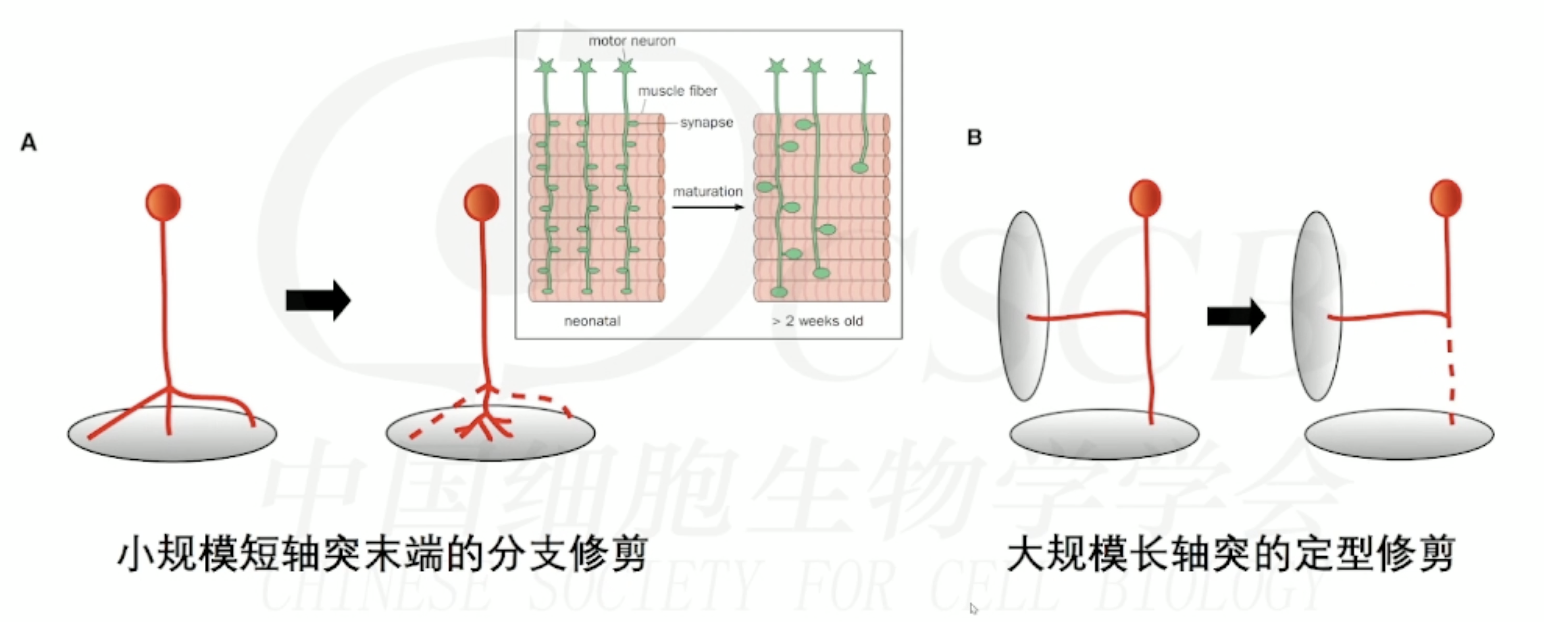 A
motor neuron
muscle fiber
synapse
maturation
neonatal
> 2 weeks old
B
小规模短轴突末端的分支修剪
大规模长轴突的定型修剪
CSCB
中国细胞生物学学会
CHINESE SOCIETY FOR CELL BIOLOGY